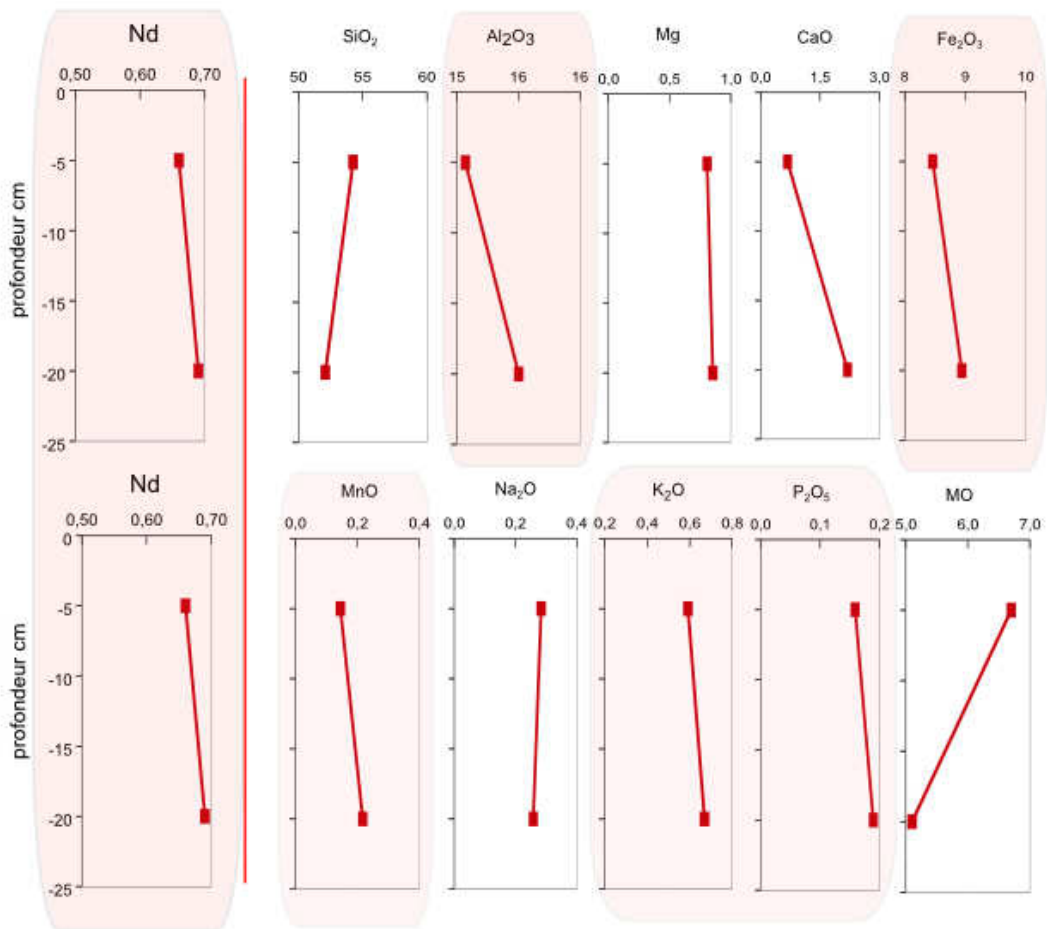 Nd
0,50 0,60 0,70
SiO₂
50 55 60
Al₂O₃
15 16 16
Mg
0,0 0,5 1,0
CaO
0,0 1,5 3,0
Fe₂O₃
8 9 10
0
-5
-10
-15
-20
-25
profondeur cm
Nd
0,50 0,60 0,70
MnO
0,0 0,2 0,4
Na₂O
0,0 0,2 0,4
K₂O
0,2 0,4 0,6 0,8
P₂O₅
0,0 0,1 0,2
MO
5,0 6,0 7,0
0
-5
-10
-15
-20
-25
profondeur cm